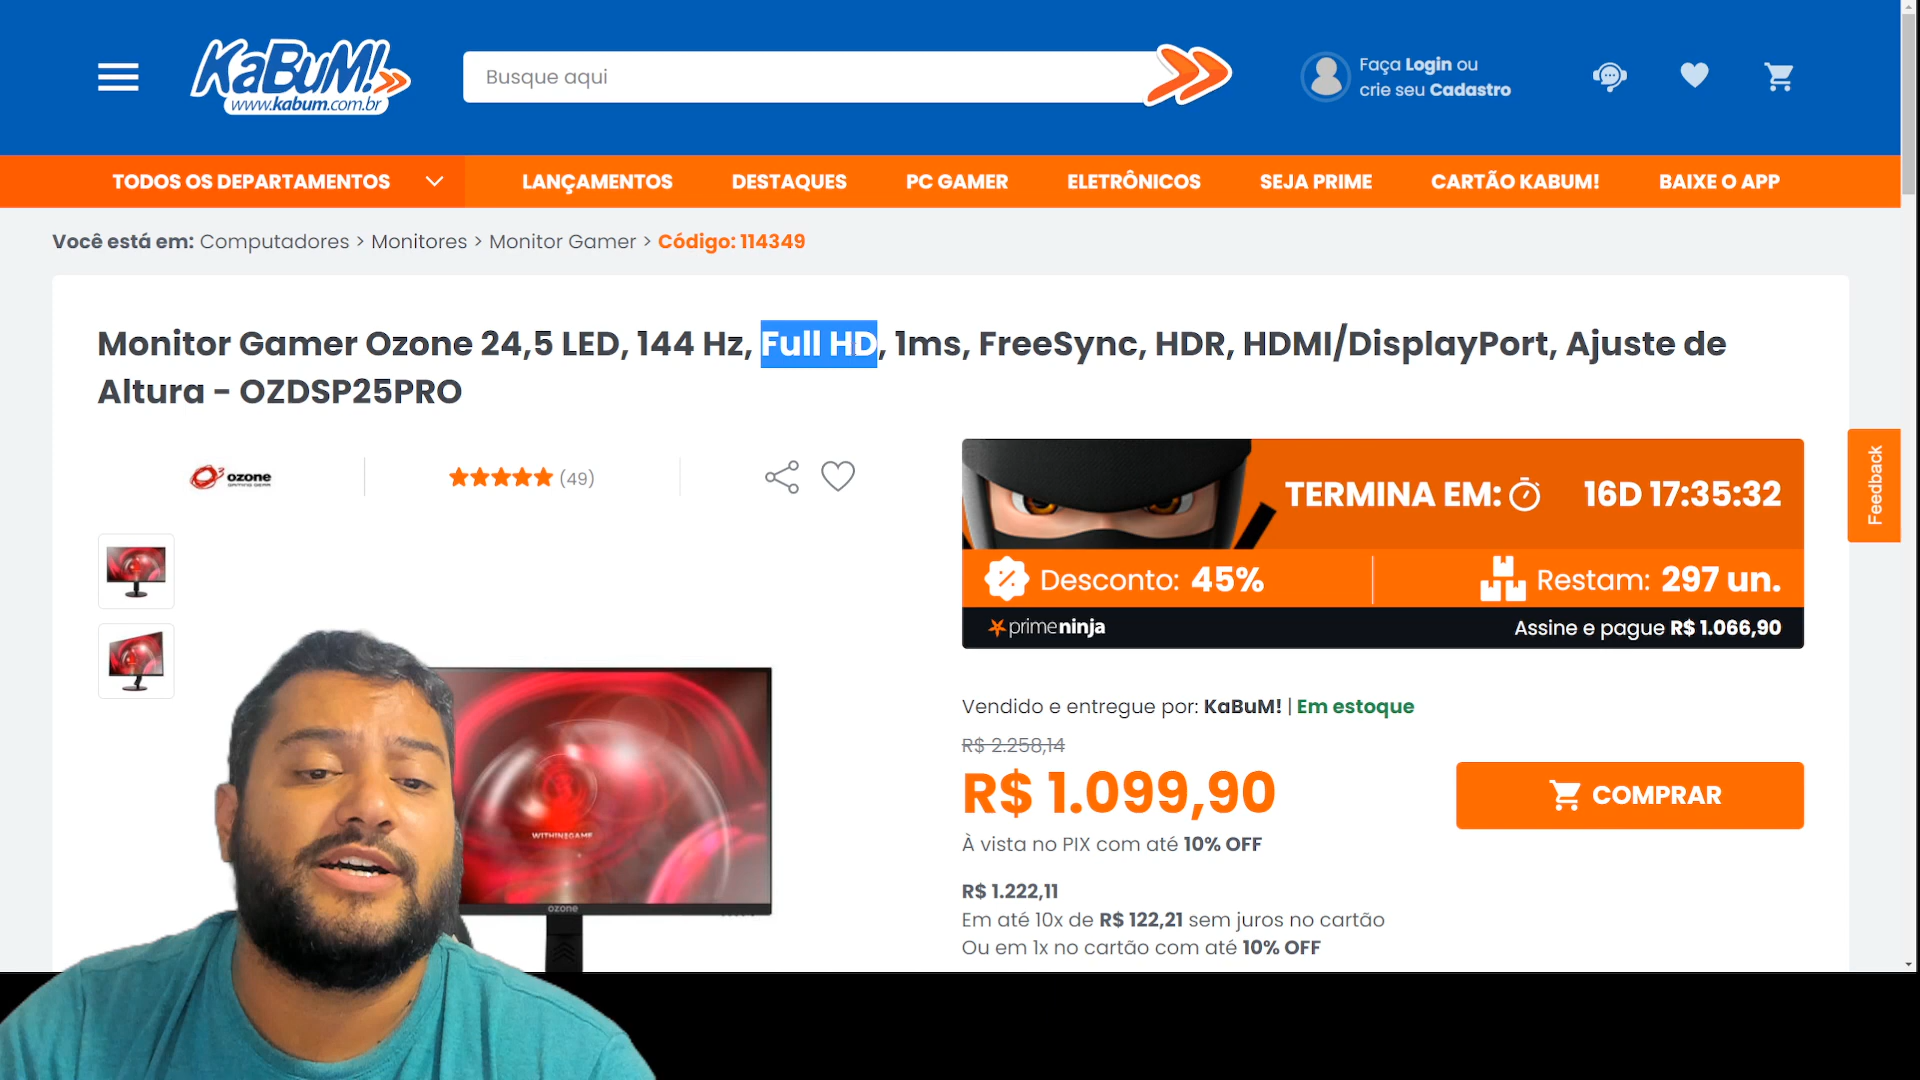 KaBuM!
www.kabum.com.br
Busque aqui
Faça Login ou
crie seu Cadastro
TODOS OS DEPARTAMENTOS
LANÇAMENTOS
DESTAQUES
PC GAMER
ELETRÔNICOS
SEJA PRIME
CARTÃO KABUM!
BAIXE O APP
Você está em: Computadores > Monitores > Monitor Gamer > Código: 114349
Monitor Gamer Ozone 24,5 LED, 144 Hz, Full HD, 1ms, FreeSync, HDR, HDMI/DisplayPort, Ajuste de
Altura - OZDSP25PRO
ozone
GAMING GEAR
(49)
TERMINA EM: 16D 17:35:32
Desconto: 45%
Restam: 297 un.
primeninja
Assine e pague R$ 1.066,90
Feedback
Vendido e entregue por: KaBuM! | Em estoque
R$ 2.258,14
R$ 1.099,90
COMPRAR
À vista no PIX com até 10% OFF
R$ 1.222,11
Em até 10x de R$ 122,21 sem juros no cartão
Ou em 1x no cartão com até 10% OFF
WITHIN GAME
ozone